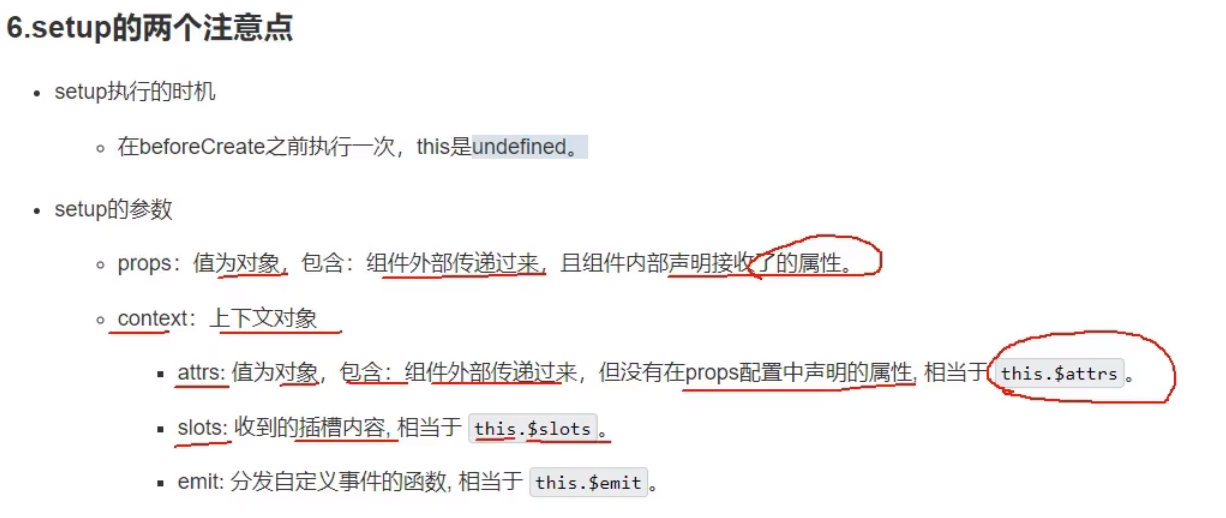 6.setup的两个注意点
setup执行的时机
在beforeCreate之前执行一次，this是undefined。
setup的参数
props：值为对象，包含：组件外部传递过来，且组件内部声明接收了的属性。
context：上下文对象
attrs: 值为对象，包含：组件外部传递过来，但没有在props配置中声明的属性, 相当于 this.$attrs。
slots: 收到的插槽内容, 相当于 this.$slots。
emit: 分发自定义事件的函数, 相当于 this.$emit。